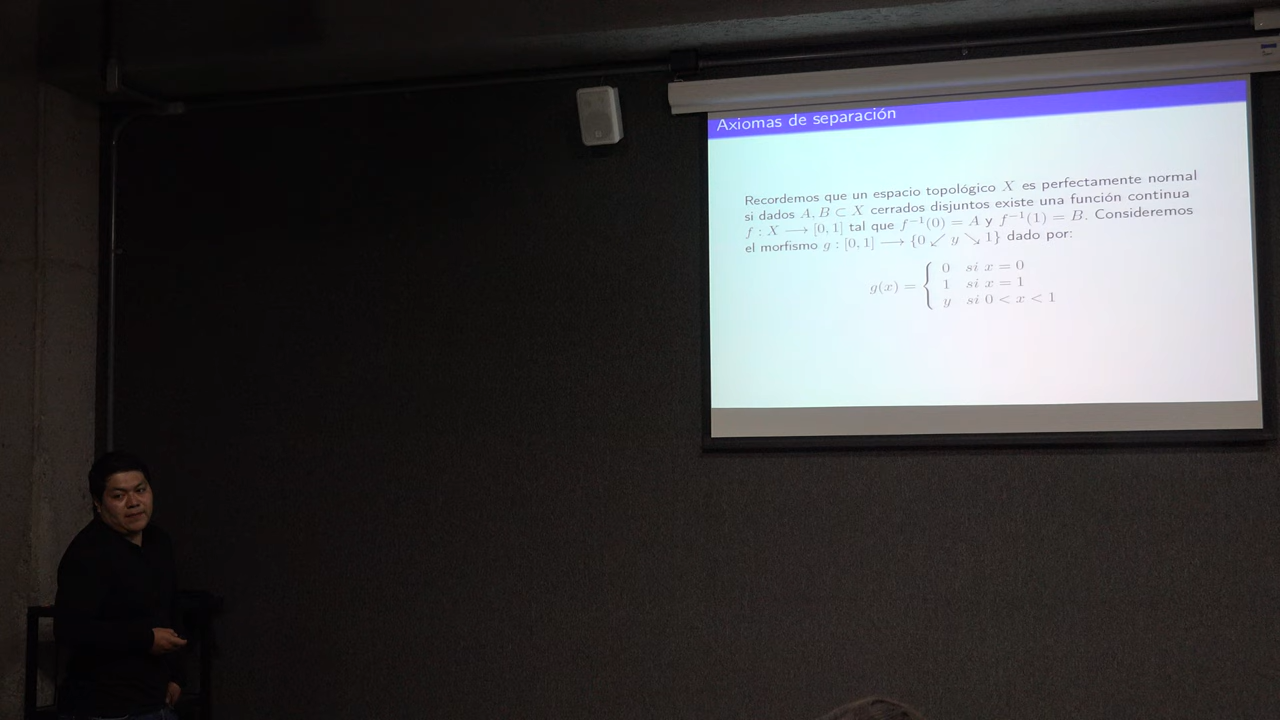 Axiomas de separación
Recordemos que un espacio topológico X es perfectamente normal
si dados A, B ⊂ X cerrados disjuntos existe una función continua
f : X ⟶ [0, 1] tal que f⁻¹(0) = A y f⁻¹(1) = B. Consideremos
el morfismo g : [0, 1] ⟶ {0 ↙ y ↘ 1} dado por:
g(x) = { 0 si x = 0
1 si x = 1
y si 0 < x < 1